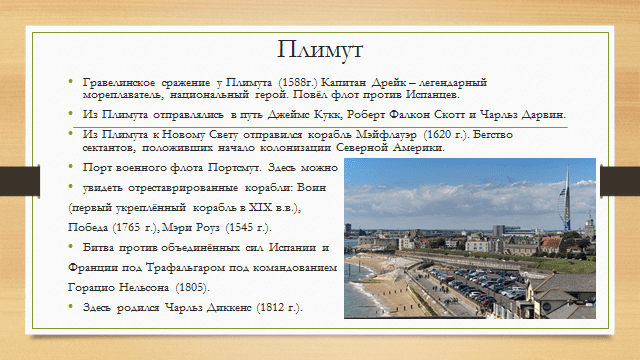 Плимут
Гравелинское сражение у Плимута (1588г.) Капитан Дрейк – легендарный
мореплаватель, национальный герой. Повёл флот против Испанцев.
Из Плимута отправлялись в путь Джеймс Кукк, Роберт Фалкон Скотт и Чарльз Дарвин.
Из Плимута к Новому Свету отправился корабль Мэйфлауэр (1620 г.). Бегство
сектантов, положивших начало колонизации Северной Америки.
Порт военного флота Портсмут. Здесь можно
увидеть отреставрированные корабли: Воин
(первый укреплённый корабль в XIX в.в.),
Победа (1765 г.), Мэри Роуз (1545 г.).
Битва против объединённых сил Испании и
Франции под Трафальгаром под командованием
Горацио Нельсона (1805).
Здесь родился Чарльз Диккенс (1812 г.).